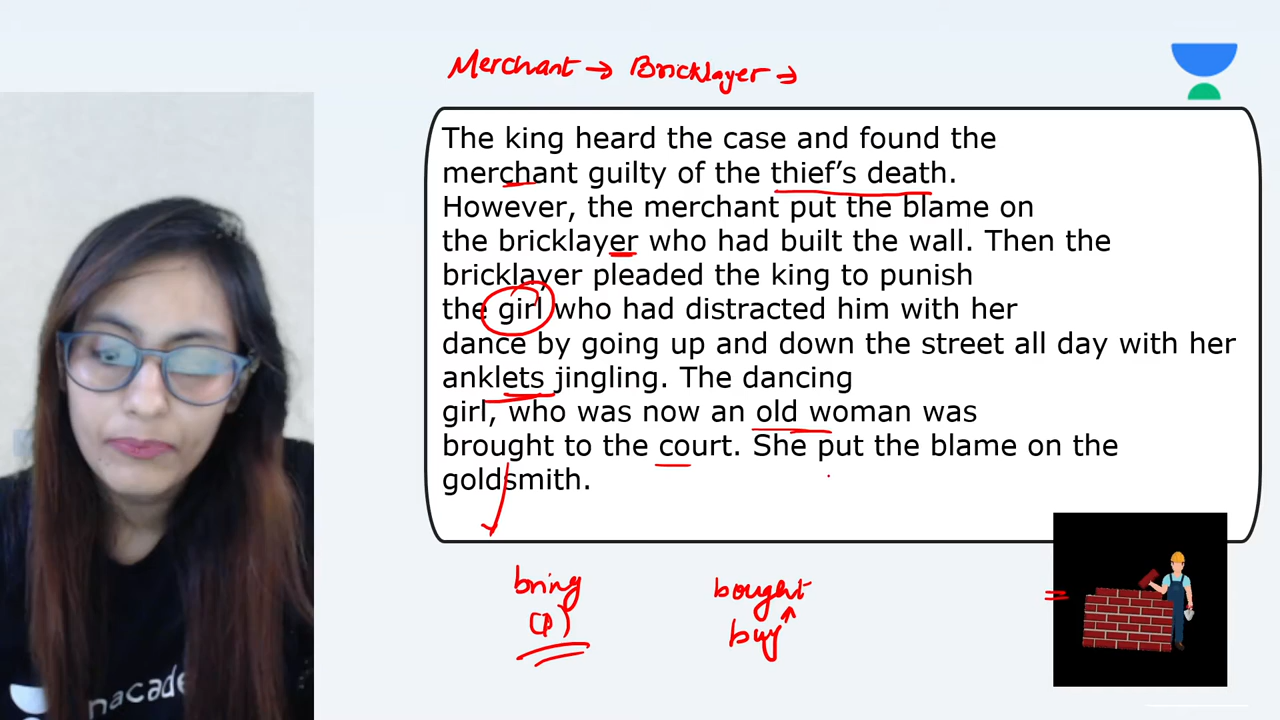 Merchant → Bricklayer →
The king heard the case and found the
merchant guilty of the thief's death.
However, the merchant put the blame on
the bricklayer who had built the wall. Then the
bricklayer pleaded the king to punish
the girl who had distracted him with her
dance by going up and down the street all day with her
anklets jingling. The dancing
girl, who was now an old woman was
brought to the court. She put the blame on the
goldsmith.
bring bought
(p) buy
nacade